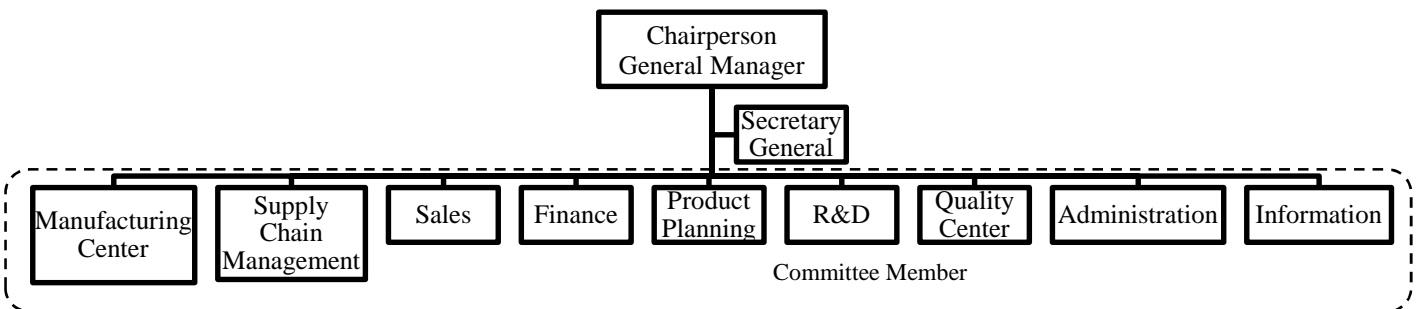 Chairperson
General Manager
Secretary
General
Manufacturing
Center
Supply
Chain
Management
Sales
Finance
Product
Planning
R&D
Quality
Center
Administration
Information
Committee Member